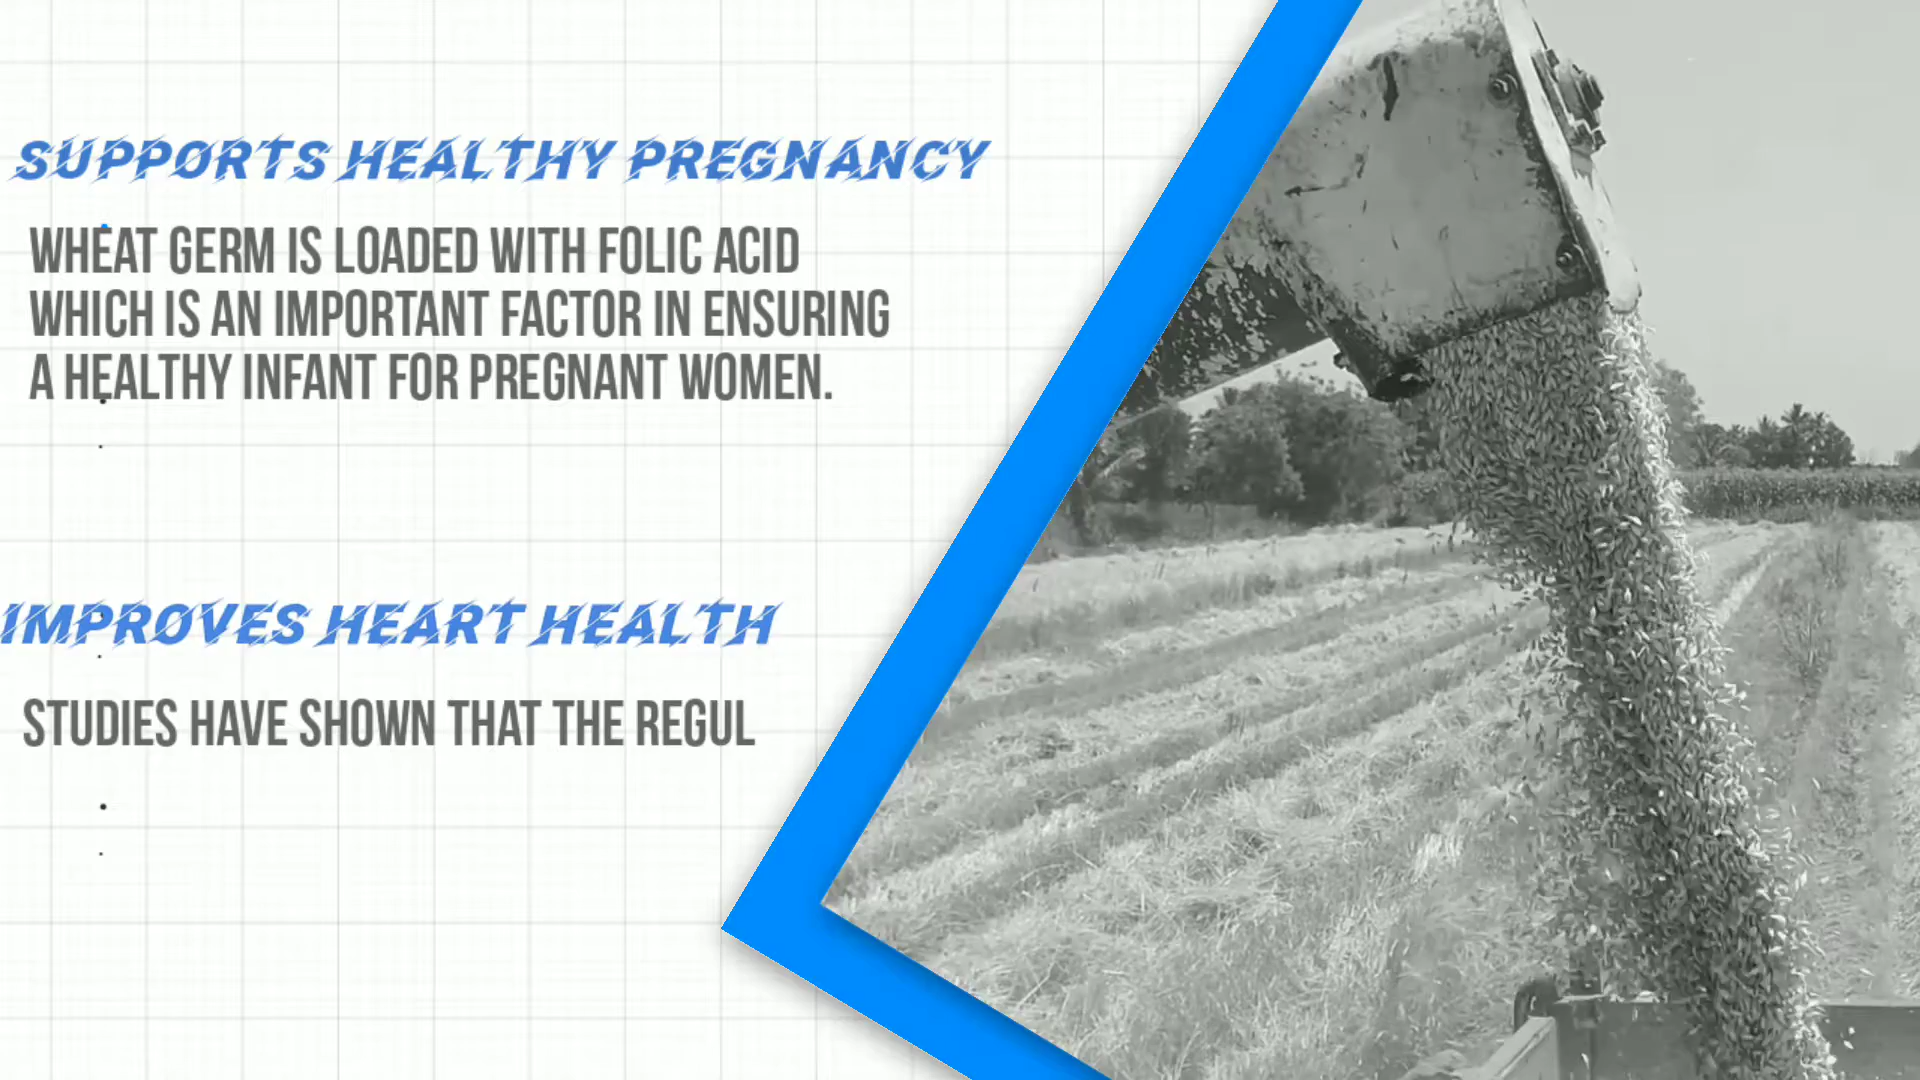 SUPPORTS HEALTHY PREGNANCY
WHEAT GERM IS LOADED WITH FOLIC ACID
WHICH IS AN IMPORTANT FACTOR IN ENSURING
A HEALTHY INFANT FOR PREGNANT WOMEN.
IMPROVES HEART HEALTH
STUDIES HAVE SHOWN THAT THE REGUL